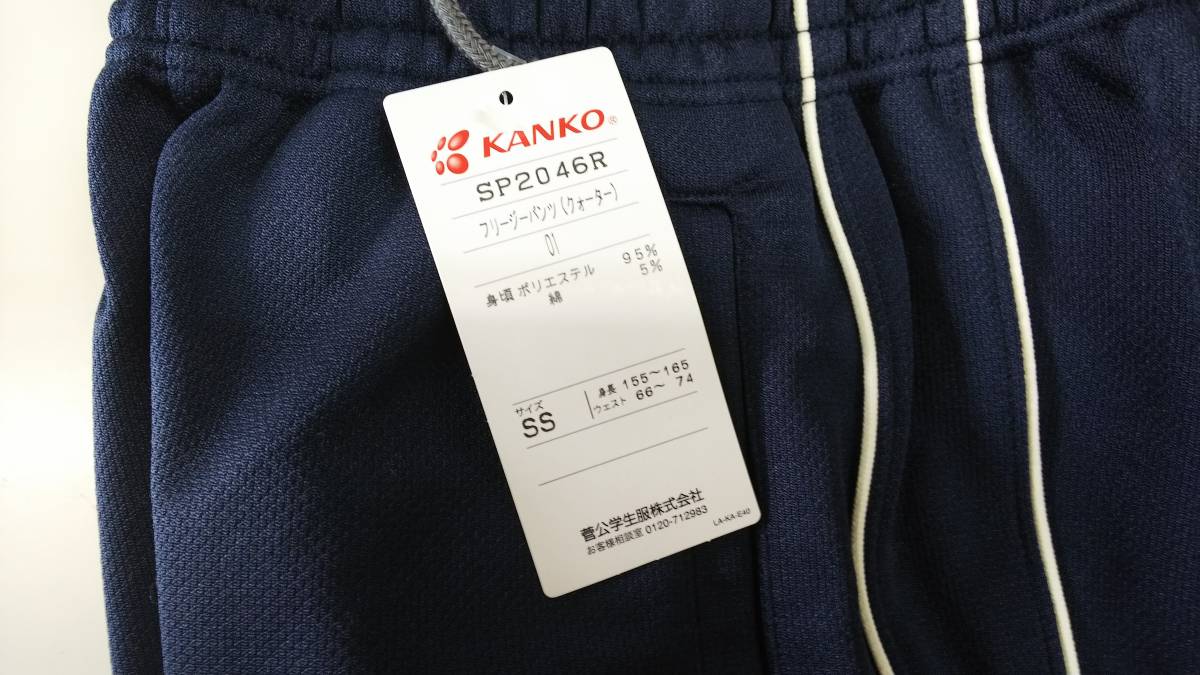 KANKO®
SP2046R
フリージーパンツ(クォーター)
01
身頃 ポリエステル 95%
綿 5%
サイズ
SS
身長 155〜165
ウェスト 66〜 74
菅公学生服株式会社
お客様相談室 0120-712983
LA-KA-E40